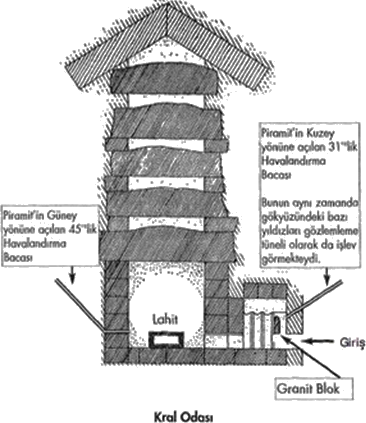 Piramit'in Kuzey
yönüne açılan 31°'lik
Havalandırma
Bacası
Bunun aynı zamanda
gökyüzündeki bazı
yıldızları gözlemleme
tüneli olarak da işlev
görmekteydi.
Piramit'in Güney
yönüne açılan 45°'lik
Havalandırma
Bacası
Lahit
Giriş
Granit Blok
Kral Odası